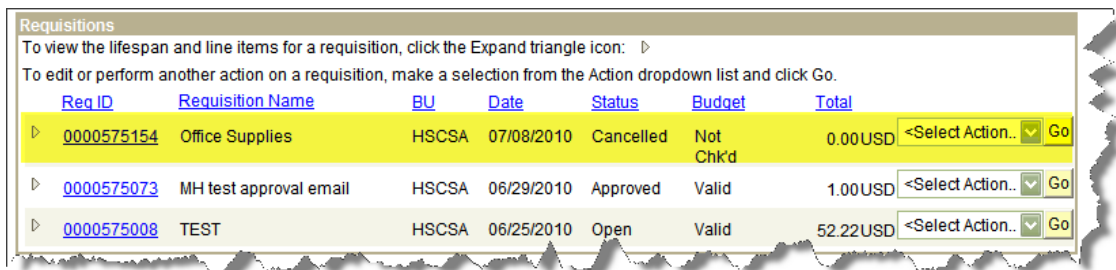 Requisitions
To view the lifespan and line items for a requisition, click the Expand triangle icon:
To edit or perform another action on a requisition, make a selection from the Action dropdown list and click Go.
Req ID Requisition Name BU Date Status Budget Total
0000575154 Office Supplies HSCSA 07/08/2010 Cancelled Not Chk'd 0.00USD <Select Action.. Go
0000575073 MH test approval email HSCSA 06/29/2010 Approved Valid 1.00USD <Select Action.. Go
0000575008 TEST HSCSA 06/25/2010 Open Valid 52.22USD <Select Action.. Go